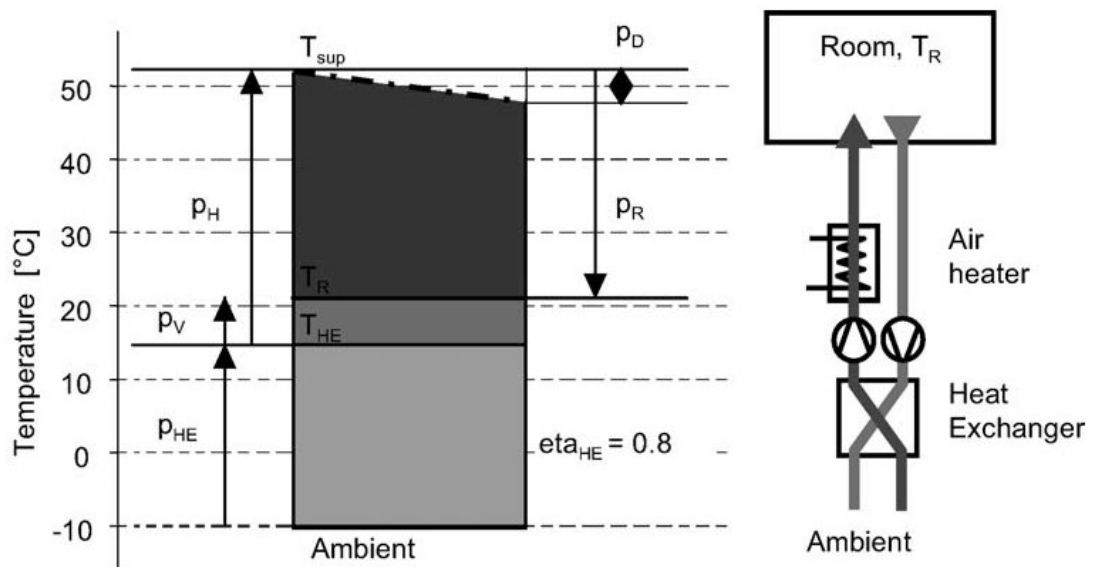 Temperature [°C]
50
40
30
20
10
0
-10
T_sup
p_D
p_H
p_R
T_R
p_V
T_HE
p_HE
eta_HE = 0.8
Ambient
Room, T_R
Air
heater
Heat
Exchanger
Ambient